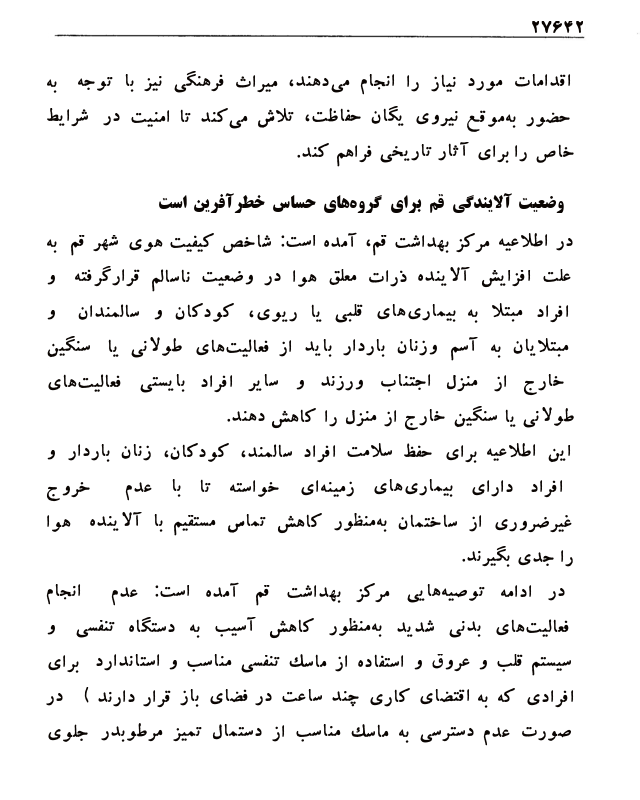 ۲۷۶۴۲
اقدامات مورد نیاز را انجام می‌دهند، میراث فرهنگی نیز با توجه به
حضور به‌موقع نیروی یگان حفاظت، تلاش می‌کند تا امنیت در شرایط
خاص را برای آثار تاریخی فراهم کند.
وضعیت آلایندگی قم برای گروه‌های حساس خطرآفرین است
در اطلاعیه مرکز بهداشت قم، آمده است: شاخص کیفیت هوی شهر قم به
علت افزایش آلاینده ذرات معلق هوا در وضعیت ناسالم قرارگرفته و
افراد مبتلا به بیماری‌های قلبی یا ریوی، کودکان و سالمندان و
مبتلایان به آسم وزنان باردار باید از فعالیت‌های طولانی یا سنگین
خارج از منزل اجتناب ورزند و سایر افراد بایستی فعالیت‌های
طولانی یا سنگین خارج از منزل را کاهش دهند.
این اطلاعیه برای حفظ سلامت افراد سالمند، کودکان، زنان باردار و
افراد دارای بیماری‌های زمینه‌ای خواسته تا با عدم خروج
غیرضروری از ساختمان به‌منظور کاهش تماس مستقیم با آلاینده هوا
را جدی بگیرند.
در ادامه توصیه‌هایی مرکز بهداشت قم آمده است: عدم انجام
فعالیت‌های بدنی شدید به‌منظور کاهش آسیب به دستگاه تنفسی و
سیستم قلب و عروق و استفاده از ماسک تنفسی مناسب و استاندارد برای
افرادی که به اقتضای کاری چند ساعت در فضای باز قرار دارند ) در
صورت عدم دسترسی به ماسک مناسب از دستمال تمیز مرطوبدر جلوی